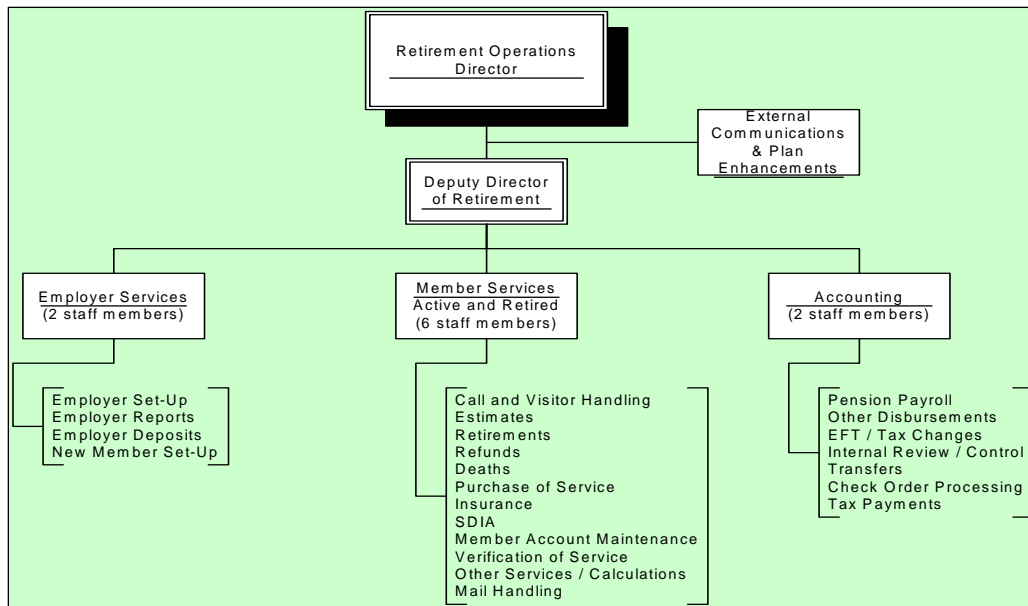 Retirement Operations
Director
External
Communications
& Plan
Enhancements
Deputy Director
of Retirement
Employer Services
(2 staff members)
Member Services
Active and Retired
(6 staff members)
Accounting
(2 staff members)
Employer Set-Up
Employer Reports
Employer Deposits
New Member Set-Up
Call and Visitor Handling
Estimates
Retirements
Refunds
Deaths
Purchase of Service
Insurance
SDIA
Member Account Maintenance
Verification of Service
Other Services / Calculations
Mail Handling
Pension Payroll
Other Disbursements
EFT / Tax Changes
Internal Review / Control
Transfers
Check Order Processing
Tax Payments